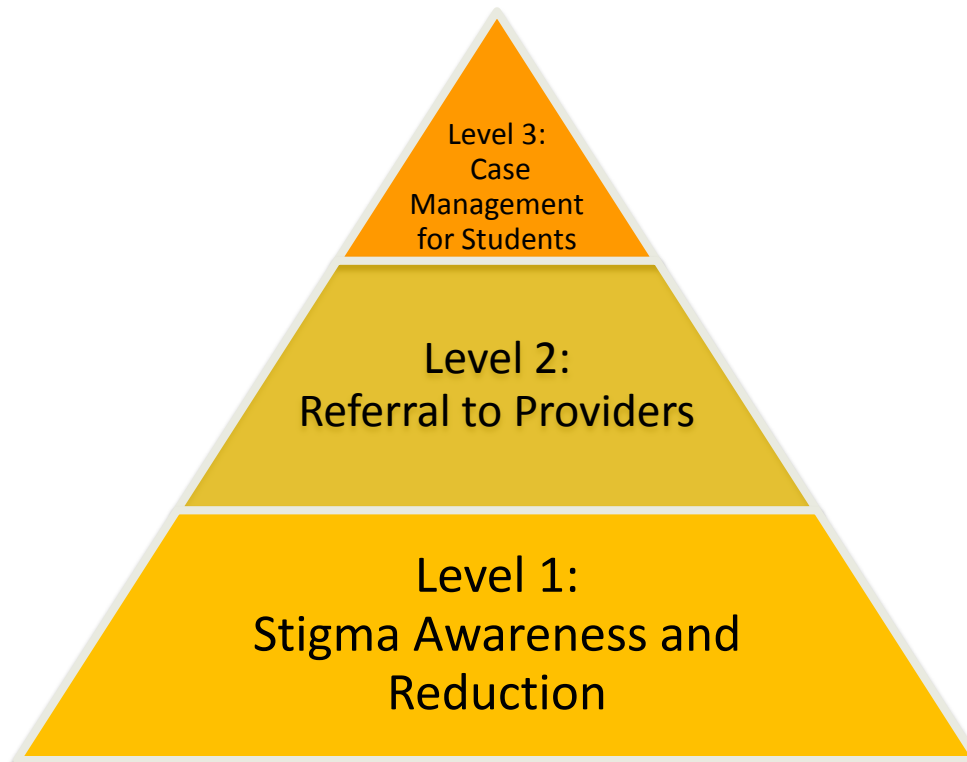 Level 3:
Case
Management
for Students
Level 2:
Referral to Providers
Level 1:
Stigma Awareness and
Reduction